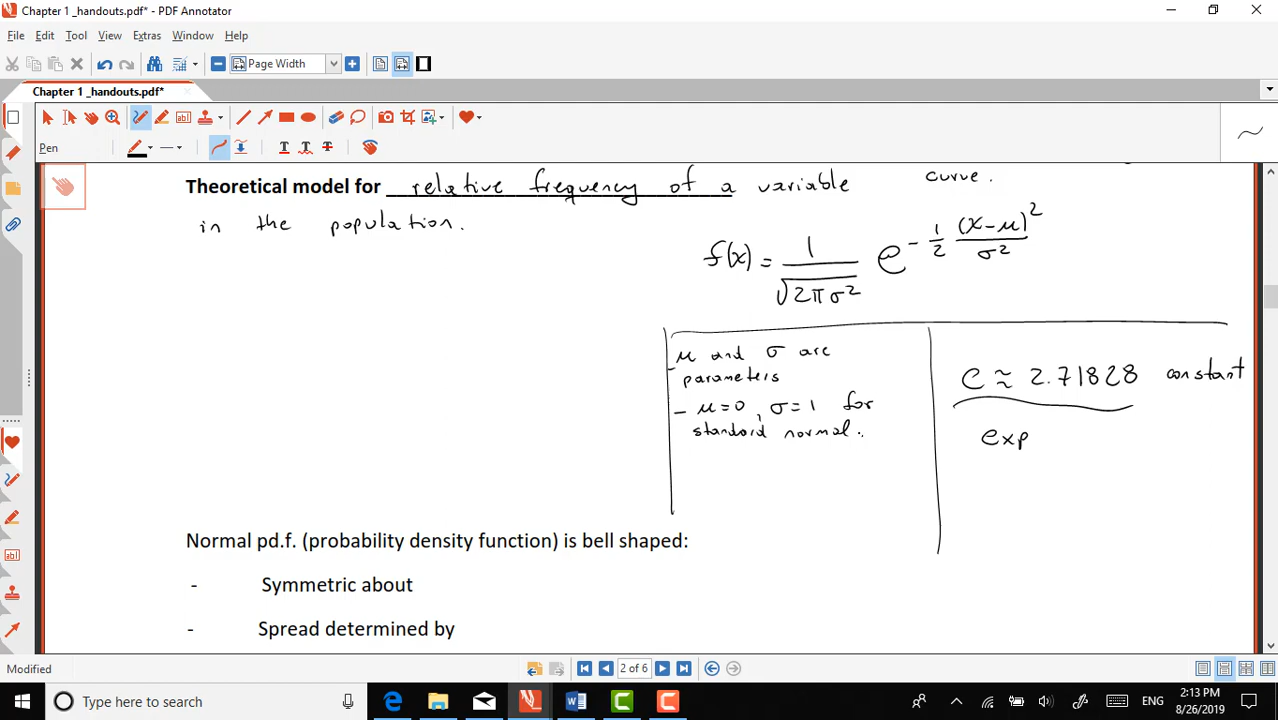 Chapter 1 _handouts.pdf* - PDF Annotator
File Edit Tool View Extras Window Help
Page Width
Chapter 1 _handouts.pdf*
Pen
Theoretical model for relative frequency of a variable curve.
in the population.
f(x) = 1/√2πσ² e^-1/2 (x-μ)²/σ²
μ and σ are
parameters
- μ=0, σ=1 for
standard normal.
e ≈ 2.71828 constant
exp
Normal pd.f. (probability density function) is bell shaped:
- Symmetric about
- Spread determined by
Modified
2 of 6
Type here to search
ENG
2:13 PM
8/26/2019